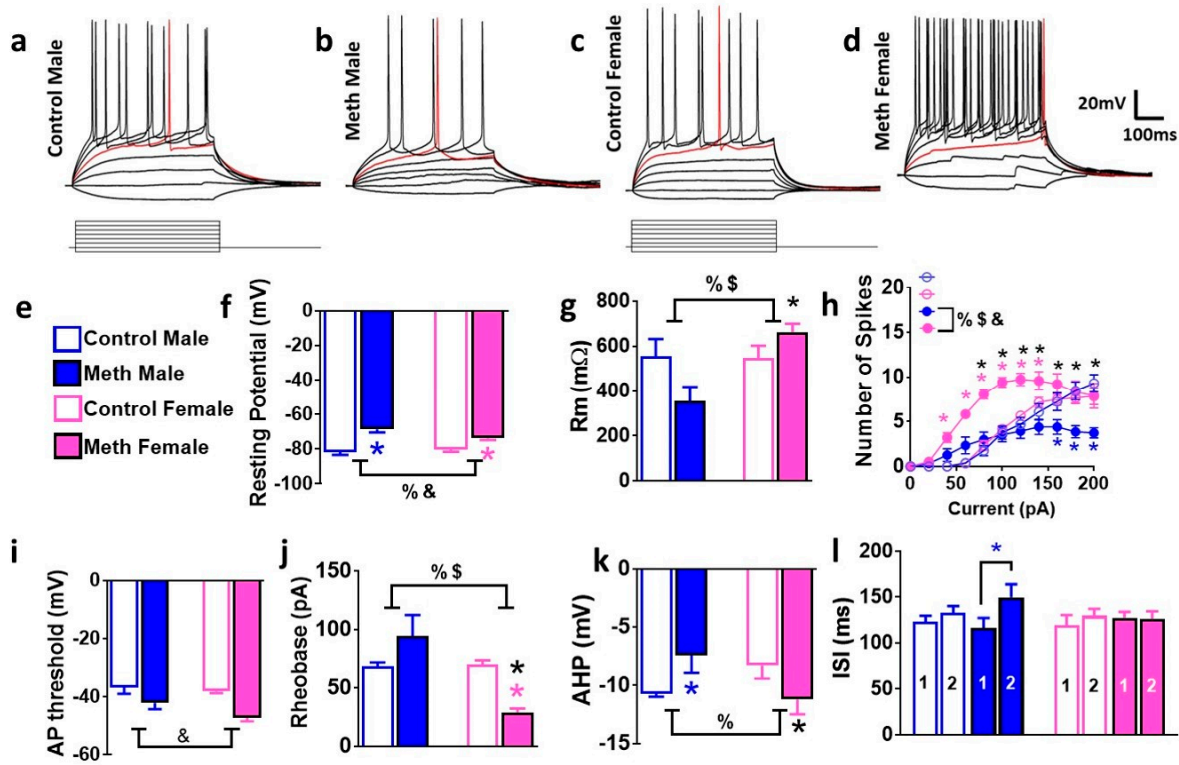 a
Control Male
b
Meth Male
c
Control Female
d
Meth Female
20mV
100ms
e
Control Male
Meth Male
Control Female
Meth Female
f
Resting Potential (mV)
0
-20
-40
-60
-80
-100
*
*
% &
g
Rm (mΩ)
800
600
400
200
0
% $
*
h
Number of Spikes
20
15
10
5
0
% $ &
* * * * * * *
* * * * * *
* * *
0 50 100 150 200
Current (pA)
i
AP threshold (mV)
0
-20
-40
-60
&
j
Rheobase (pA)
150
100
50
0
% $
*
*
k
AHP (mV)
0
-5
-10
-15
*
%
*
l
ISI (ms)
200
150
100
50
0
*
1 2 1 2 1 2 1 2